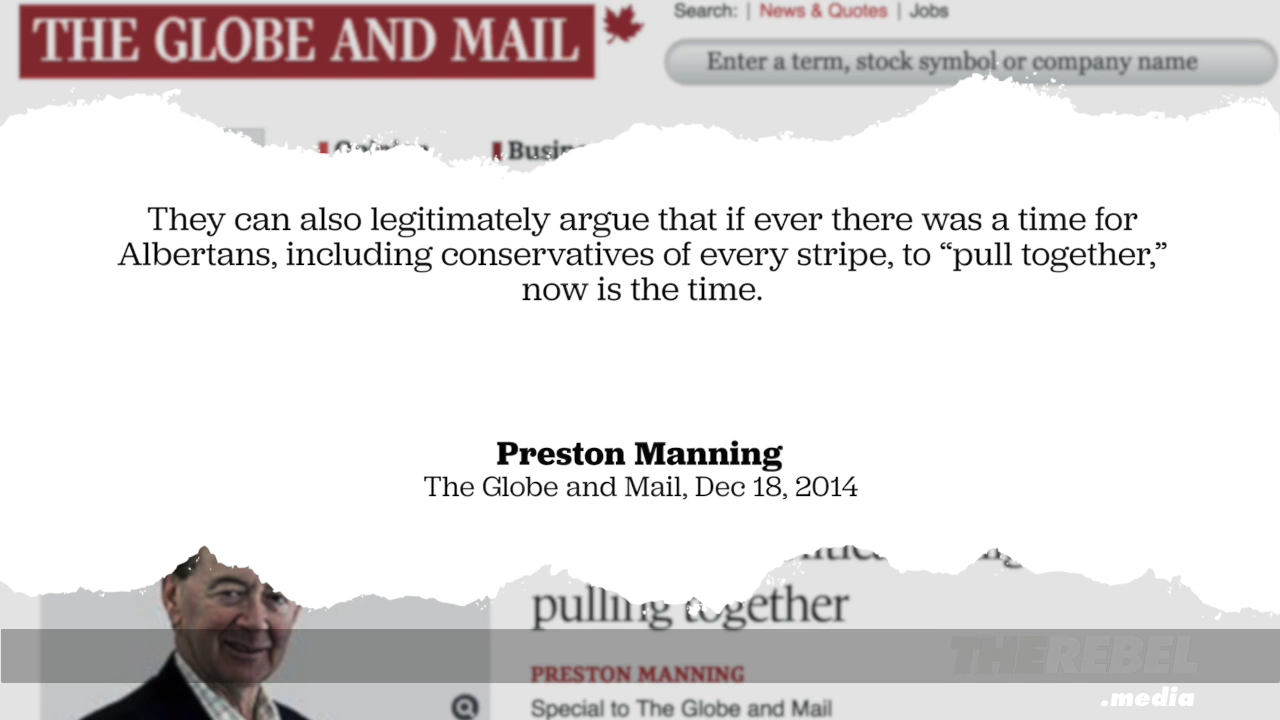 THE GLOBE AND MAIL
Search: | News & Quotes | Jobs
Enter a term, stock symbol or company name
They can also legitimately argue that if ever there was a time for
Albertans, including conservatives of every stripe, to “pull together,”
now is the time.
Preston Manning
The Globe and Mail, Dec 18, 2014
pulling together
PRESTON MANNING
Special to The Globe and Mail
THEREBEL
.media